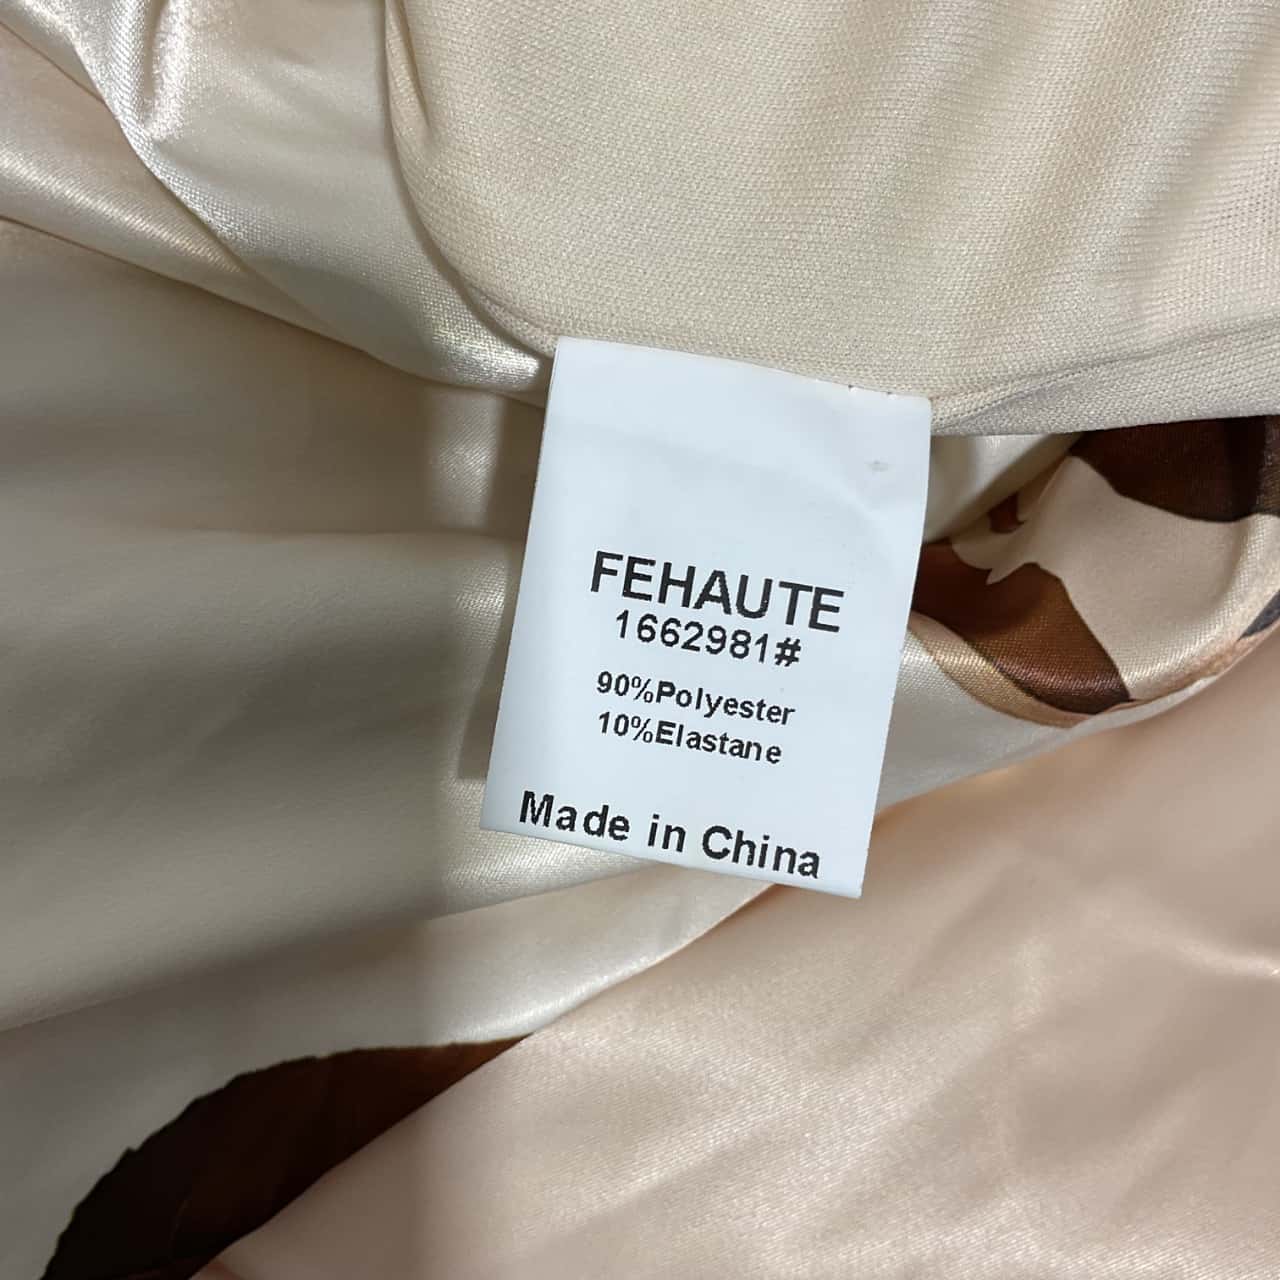 FEHAUTE
1662981#
90%Polyester
10%Elastane
Made in China